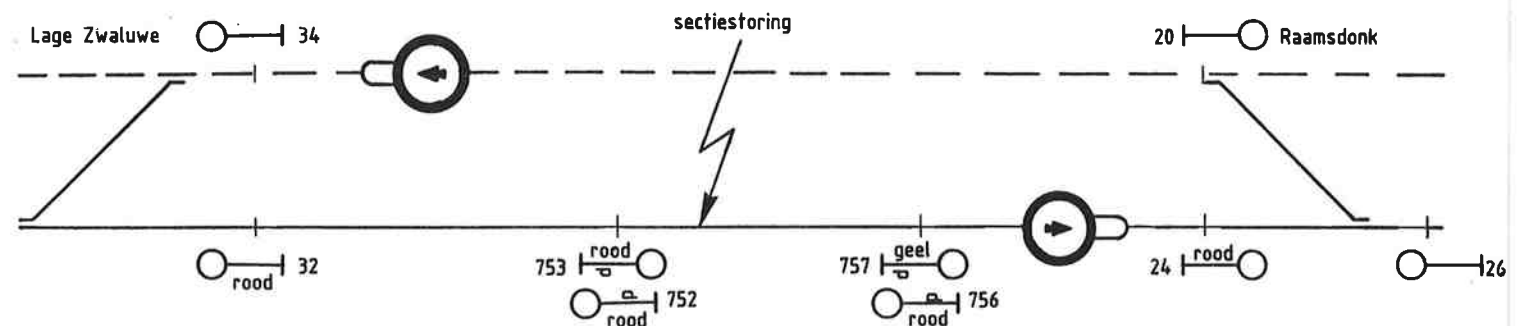 sectiestoring
Lage Zwaluwe 34
20 Raamsdonk
rood 32
753 rood p
p 752 rood
757 geel p
p 756 rood
24 rood
26